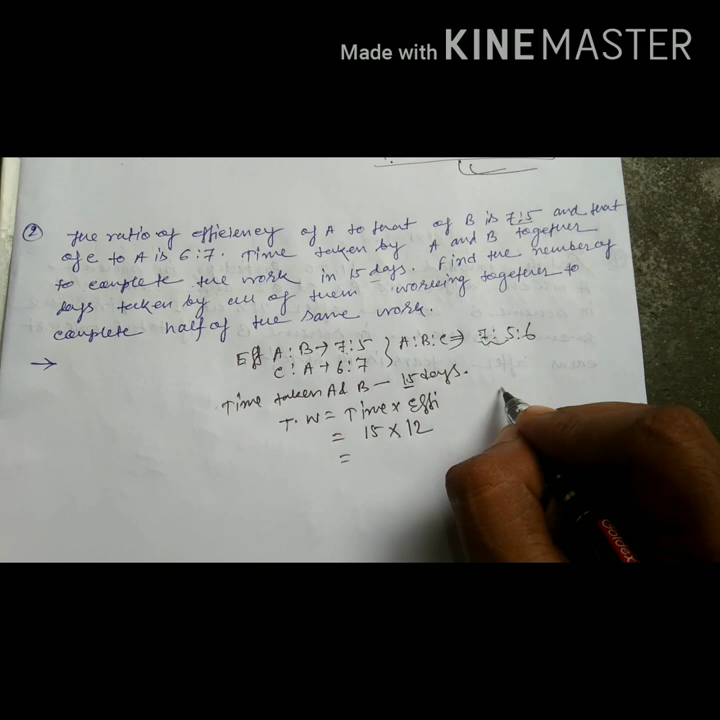 Made with KINEMASTER
② The ratio of efficiency of A to that of B is 7:5 and that
of c to A is 6:7. Time taken by A and B together
to complete the work in 15 days. Find the number of
days taken by all of them working together to
complete half of the same work.
→ Eff A:B→7:5 } A:B:C⇒ 7:5:6
C:A→6:7
Time taken A & B — 15 days.
T.W = Time × Effi
= 15 × 12
=
Goldex